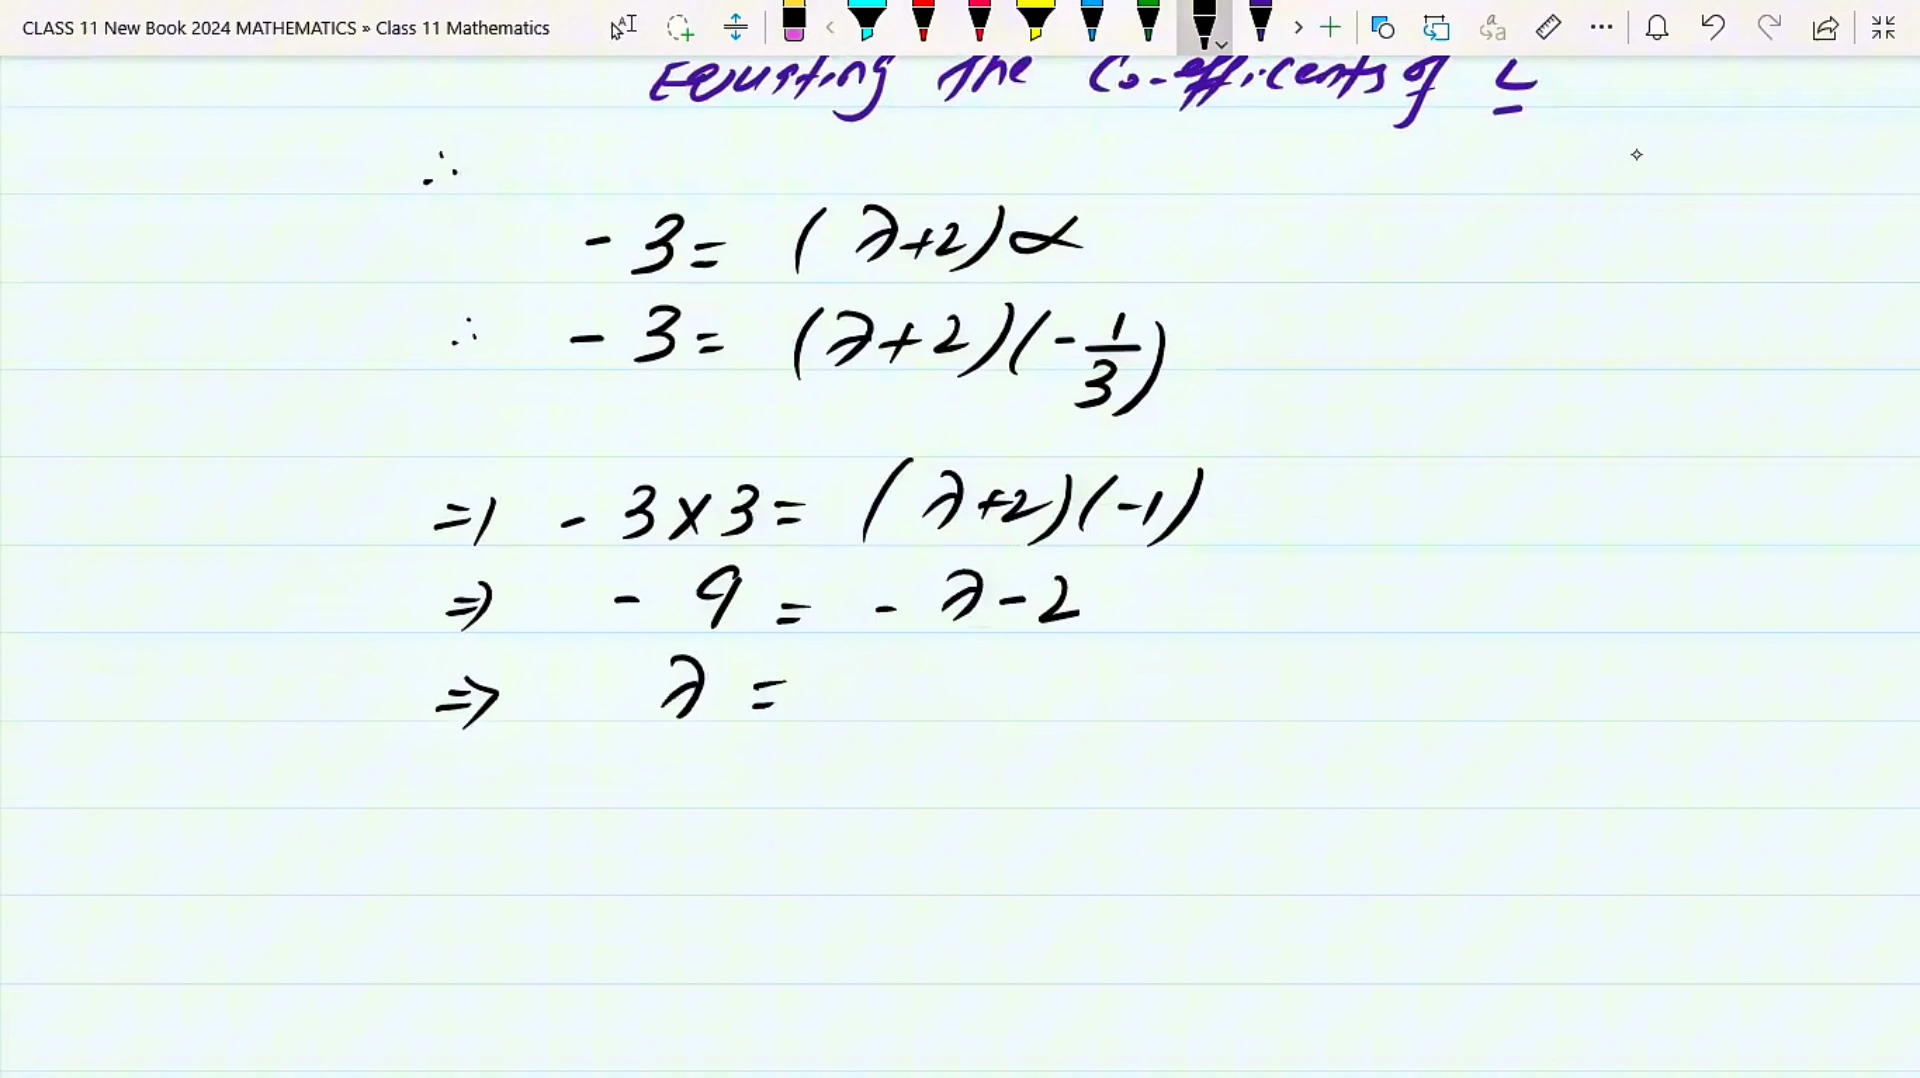 CLASS 11 New Book 2024 MATHEMATICS » Class 11 Mathematics
Equating The Co-efficents of
∴
- 3 = (λ+2)α
∴ - 3 = (λ+2)(-1/3)
=> - 3×3 = (λ+2)(-1)
=> - 9 = - λ - 2
=> λ =